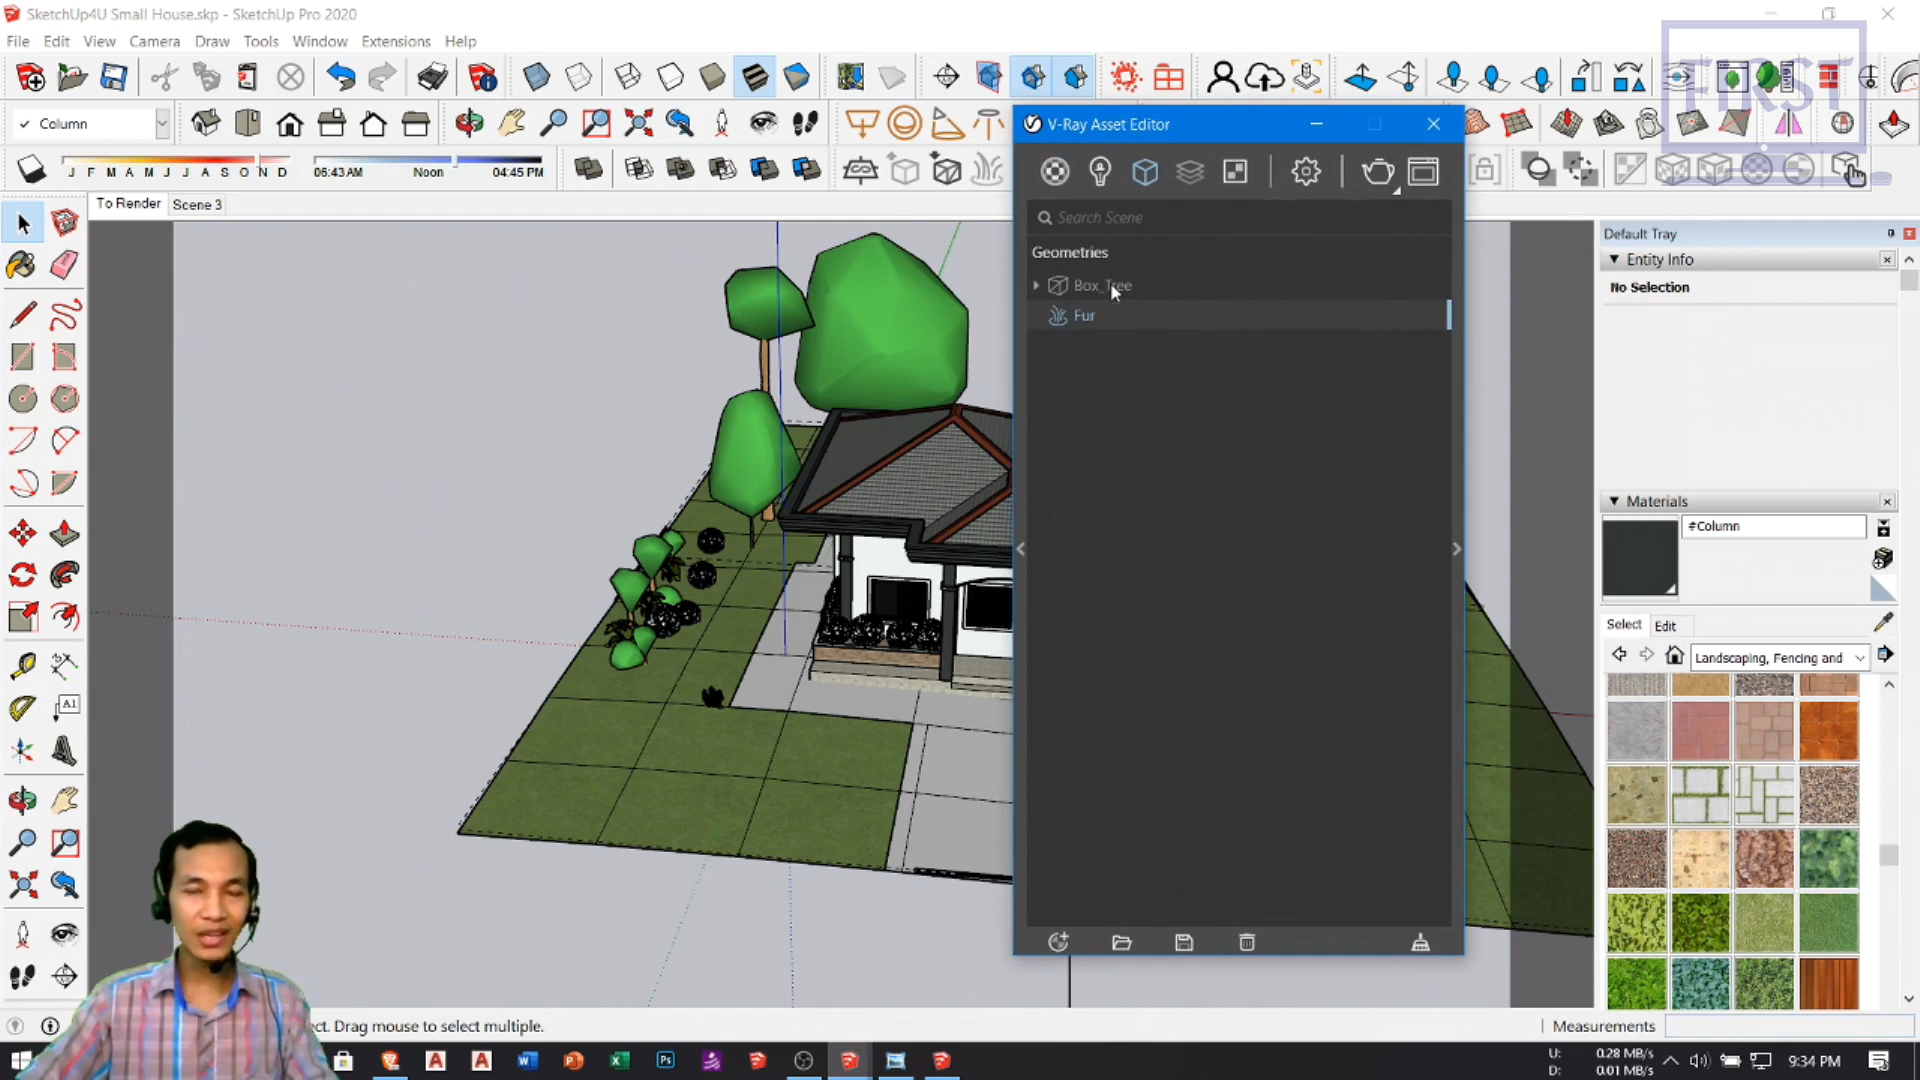 SketchUp4U Small House.skp - SketchUp Pro 2020
File Edit View Camera Draw Tools Window Extensions Help
FIRST
✓ Column
V-Ray Asset Editor
J F M A M J J A S O N D
06:43 AM Noon 04:45 PM
To Render Scene 3
Search Scene
Default Tray
Geometries
Entity Info
Box_Tree
No Selection
Fur
Materials
#Column
Select Edit
Landscaping, Fencing and
A1
ect. Drag mouse to select multiple.
Measurements
U: 0.28 MB/s
D: 0.01 MB/s
9:34 PM